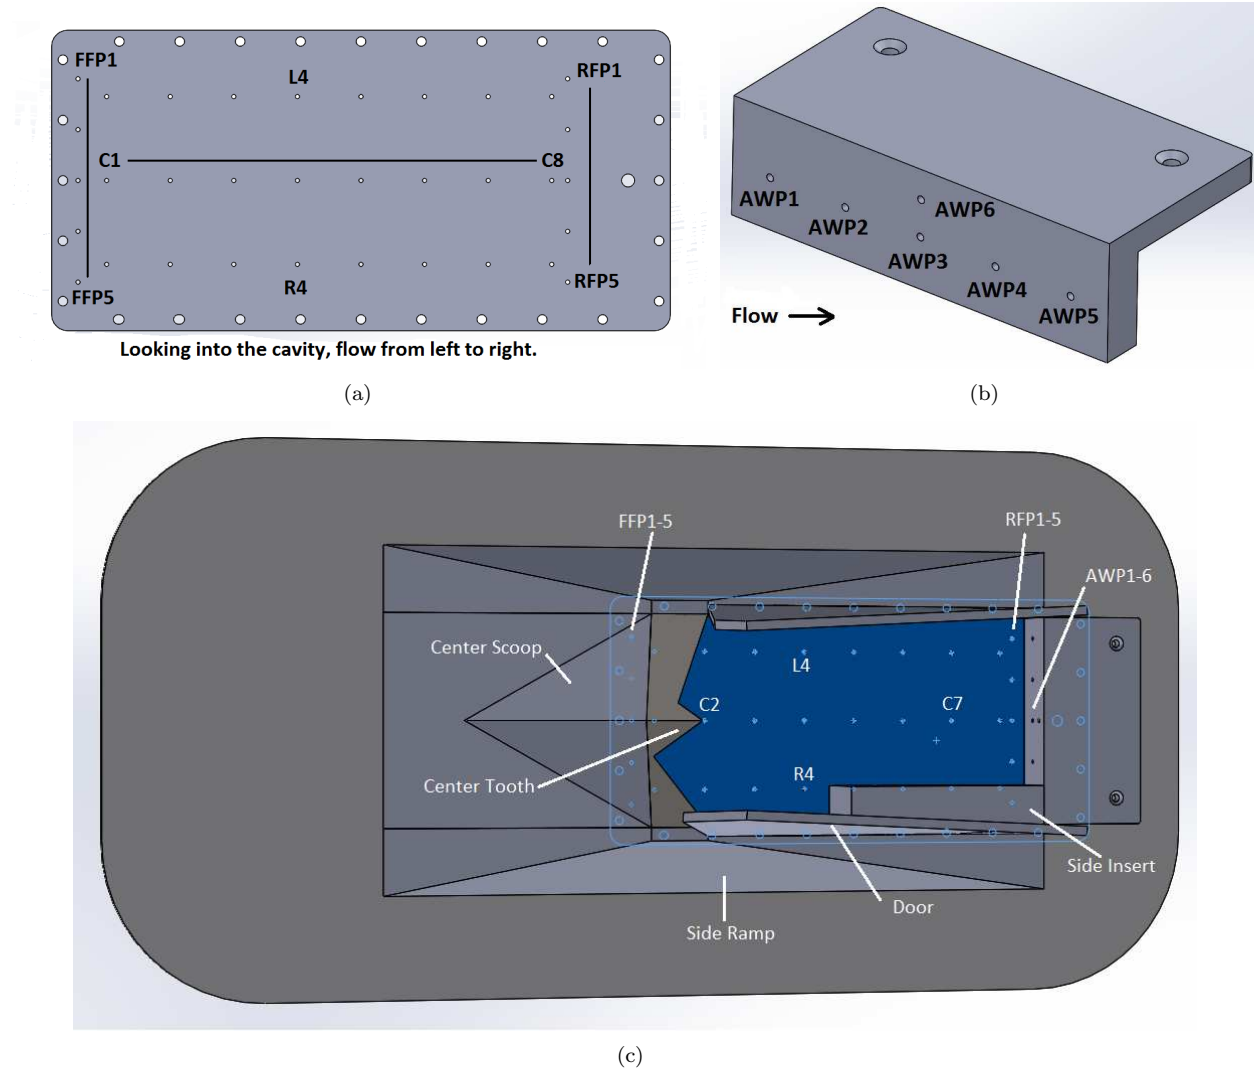 FFP1
L4
RFP1
C1
C8
FFP5
R4
RFP5
Looking into the cavity, flow from left to right.
(a)
AWP1
AWP2
AWP6
AWP3
AWP4
AWP5
Flow
(b)
FFP1-5
RFP1-5
AWP1-6
Center Scoop
L4
C2
C7
Center Tooth
R4
Side Insert
Door
Side Ramp
(c)